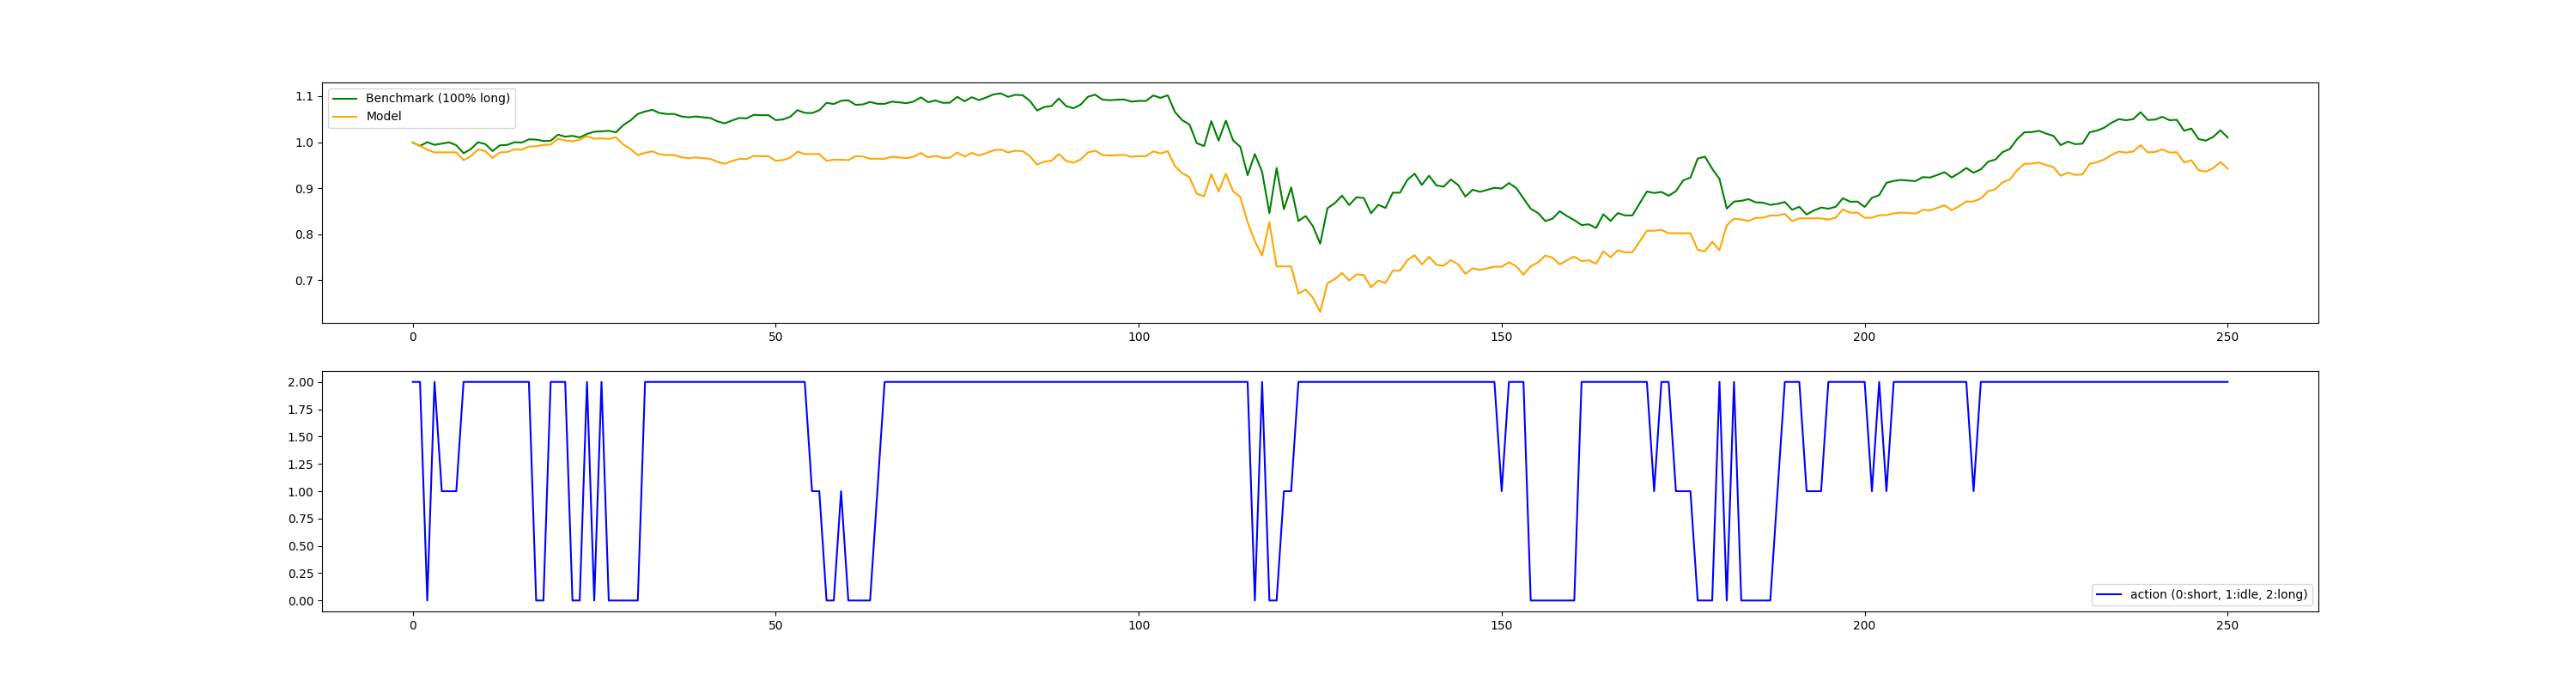 1.1
1.0
0.9
0.8
0.7
Benchmark (100% long)
Model
0 50 100 150 200 250
2.00
1.75
1.50
1.25
1.00
0.75
0.50
0.25
0.00
action (0:short, 1:idle, 2:long)
0 50 100 150 200 250